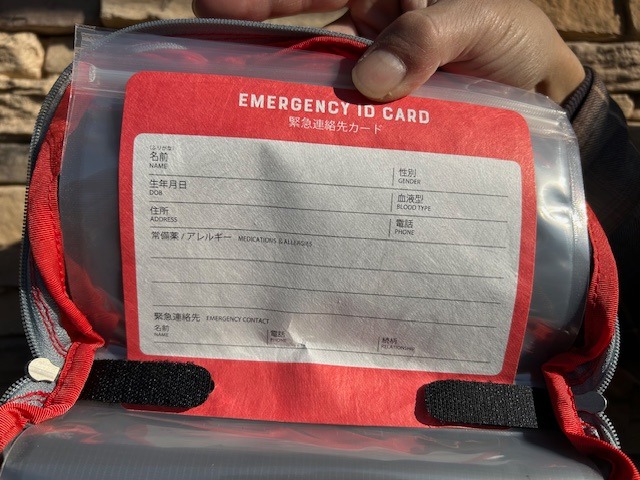 EMERGENCY ID CARD
緊急連絡先カード
(ふりがな)
名前
NAME
性別
GENDER
生年月日
DOB
血液型
BLOOD TYPE
住所
ADDRESS
電話
PHONE
常備薬 / アレルギー MEDICATIONS & ALLERGIES
緊急連絡先 EMERGENCY CONTACT
名前
NAME
電話
PHONE
続柄
RELATIONSHIP